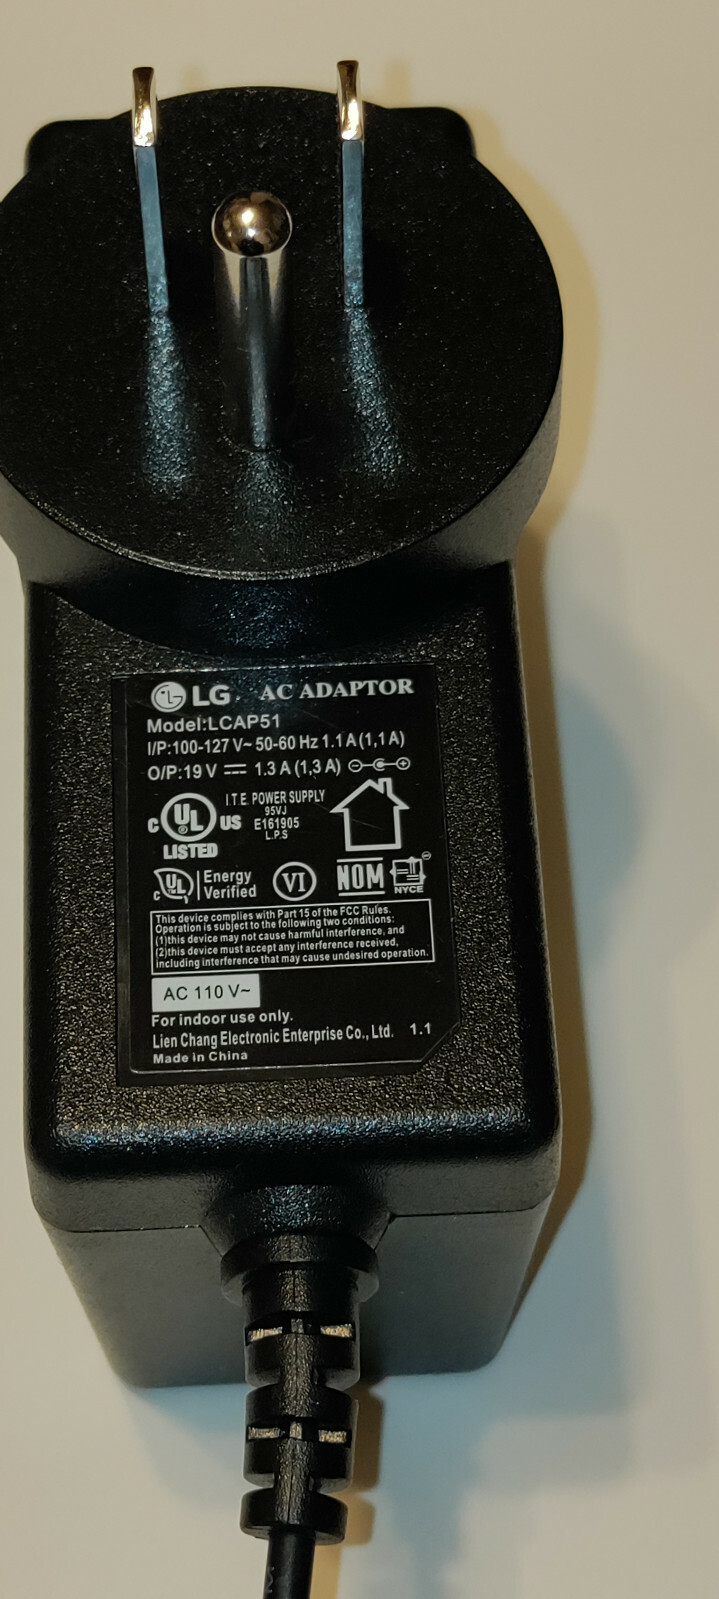 LG AC ADAPTOR
Model:LCAP51
I/P:100-127 V~ 50-60 Hz 1.1 A (1,1 A)
O/P:19 V ⎓ 1.3 A (1,3 A)
I.T.E. POWER SUPPLY
95VJ
E161905
L.P.S
c UL ® US
LISTED
c UL Energy Verified
VI
NOM
NYCE
This device complies with Part 15 of the FCC Rules.
Operation is subject to the following two conditions:
(1)this device may not cause harmful interference, and
(2)this device must accept any interference received,
including interference that may cause undesired operation.
AC 110 V~
For indoor use only.
Lien Chang Electronic Enterprise Co., Ltd. 1.1
Made in China